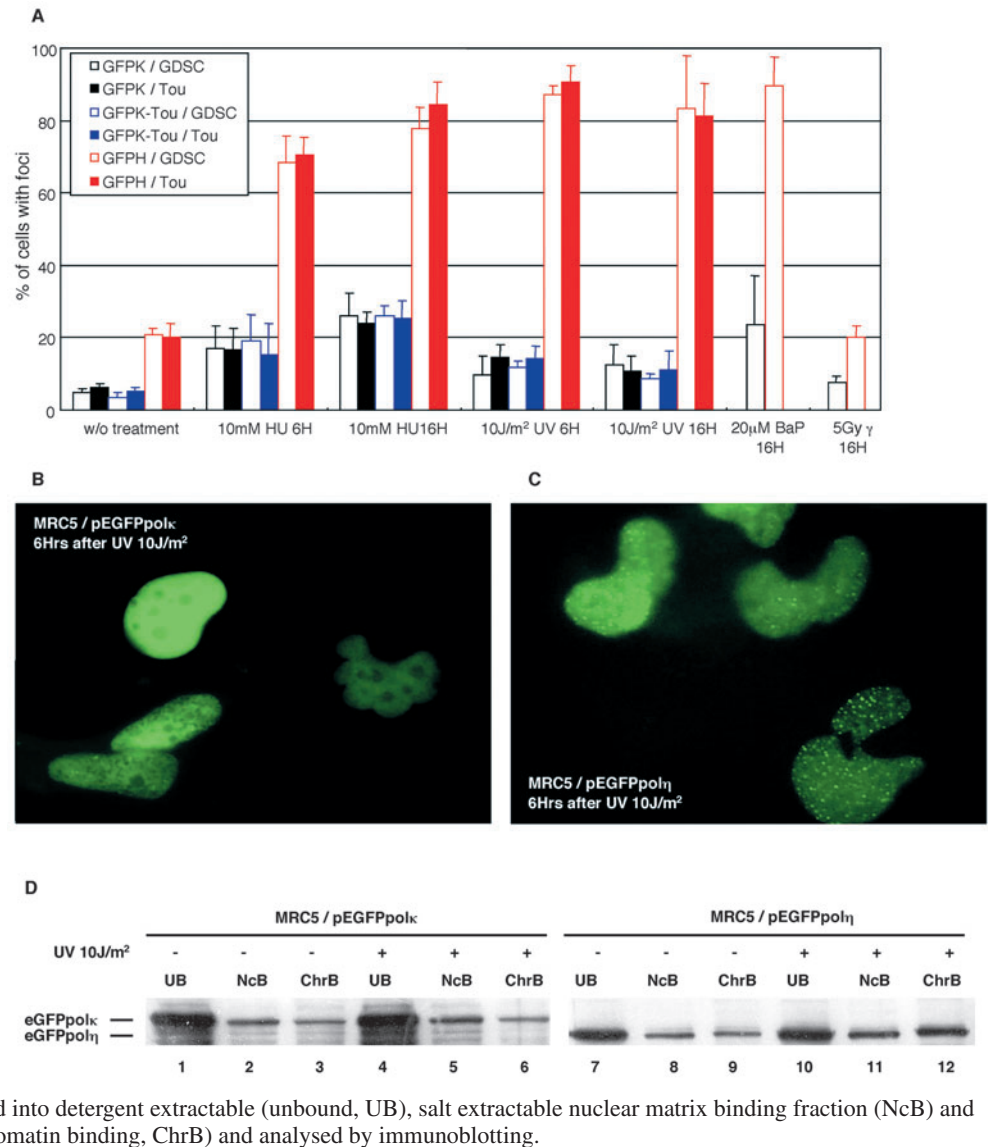 A
100
80
60
40
20
0
% of cells with foci
GFPK / GDSC
GFPK / Tou
GFPK-Tou / GDSC
GFPK-Tou / Tou
GFPH / GDSC
GFPH / Tou
w/o treatment
10mM HU 6H
10mM HU16H
10J/m² UV 6H
10J/m² UV 16H
20µM BaP
16H
5Gy γ
16H
B
MRC5 / pEGFPpolκ
6Hrs after UV 10J/m²
C
MRC5 / pEGFPpolη
6Hrs after UV 10J/m²
D
MRC5 / pEGFPpolκ
MRC5 / pEGFPpolη
UV 10J/m² - - - + + + - - - + + +
UB NcB ChrB UB NcB ChrB UB NcB ChrB UB NcB ChrB
eGFPpolκ
eGFPpolη
1 2 3 4 5 6 7 8 9 10 11 12
d into detergent extractable (unbound, UB), salt extractable nuclear matrix binding fraction (NcB) and
omatin binding, ChrB) and analysed by immunoblotting.